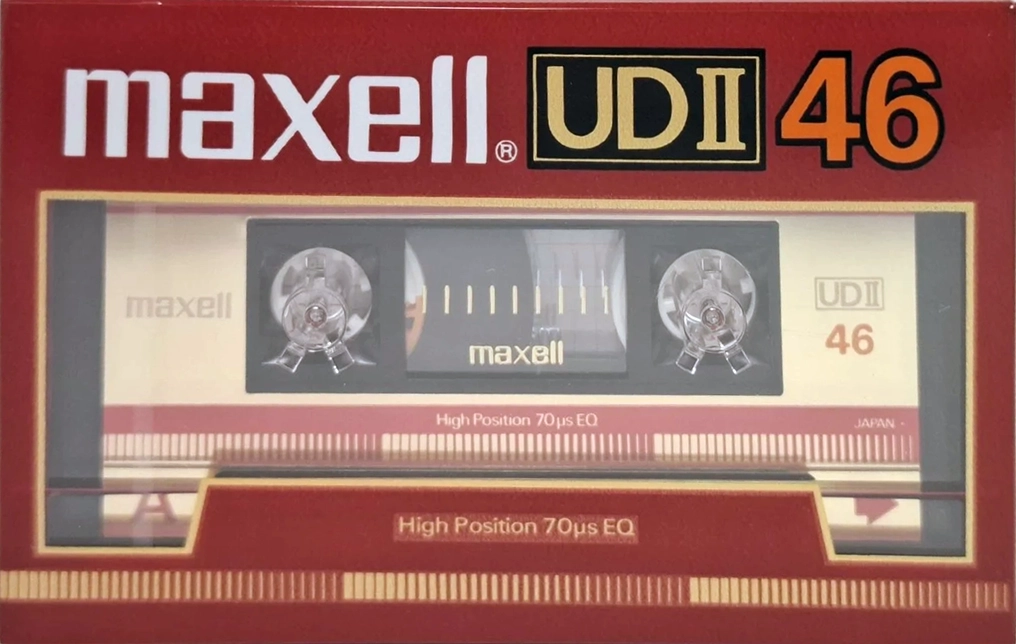 maxell® UDII 46
maxell
UDII
46
maxell
High Position 70µs EQ
JAPAN
A
High Position 70µs EQ